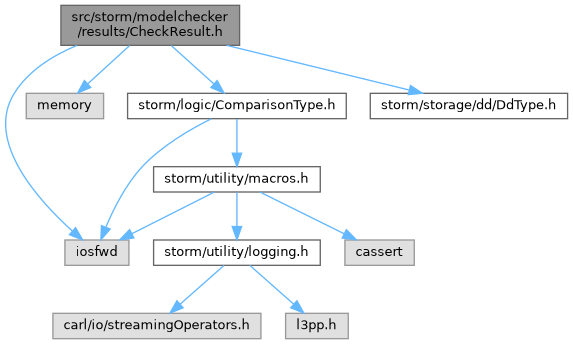 src/storm/modelchecker
/results/CheckResult.h
memory
storm/logic/ComparisonType.h
storm/storage/dd/DdType.h
storm/utility/macros.h
iosfwd
storm/utility/logging.h
cassert
carl/io/streamingOperators.h
l3pp.h